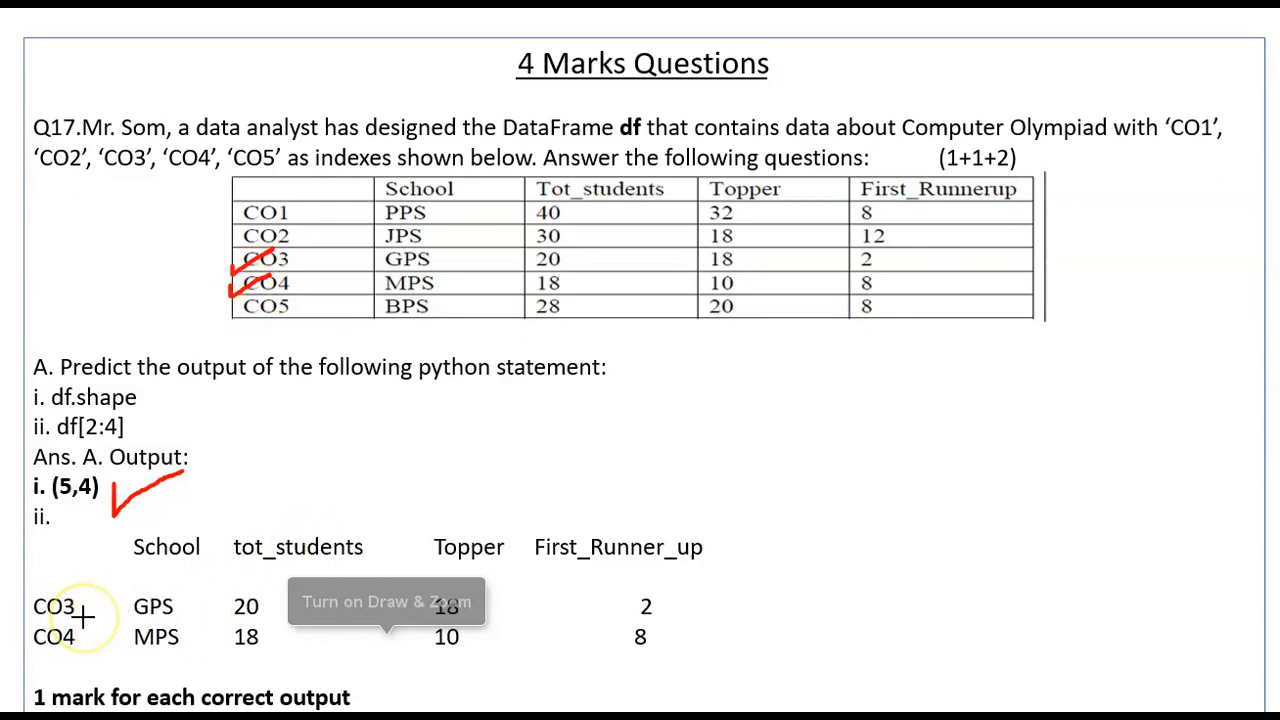 4 Marks Questions
Q17.Mr. Som, a data analyst has designed the DataFrame df that contains data about Computer Olympiad with ‘CO1’,
‘CO2’, ‘CO3’, ‘CO4’, ‘CO5’ as indexes shown below. Answer the following questions: (1+1+2)
School Tot_students Topper First_Runnerup
CO1 PPS 40 32 8
CO2 JPS 30 18 12
CO3 GPS 20 18 2
CO4 MPS 18 10 8
CO5 BPS 28 20 8
A. Predict the output of the following python statement:
i. df.shape
ii. df[2:4]
Ans. A. Output:
i. (5,4)
ii.
School tot_students Topper First_Runner_up
Turn on Draw & Zoom
CO3 GPS 20 18 2
CO4 MPS 18 10 8
1 mark for each correct output